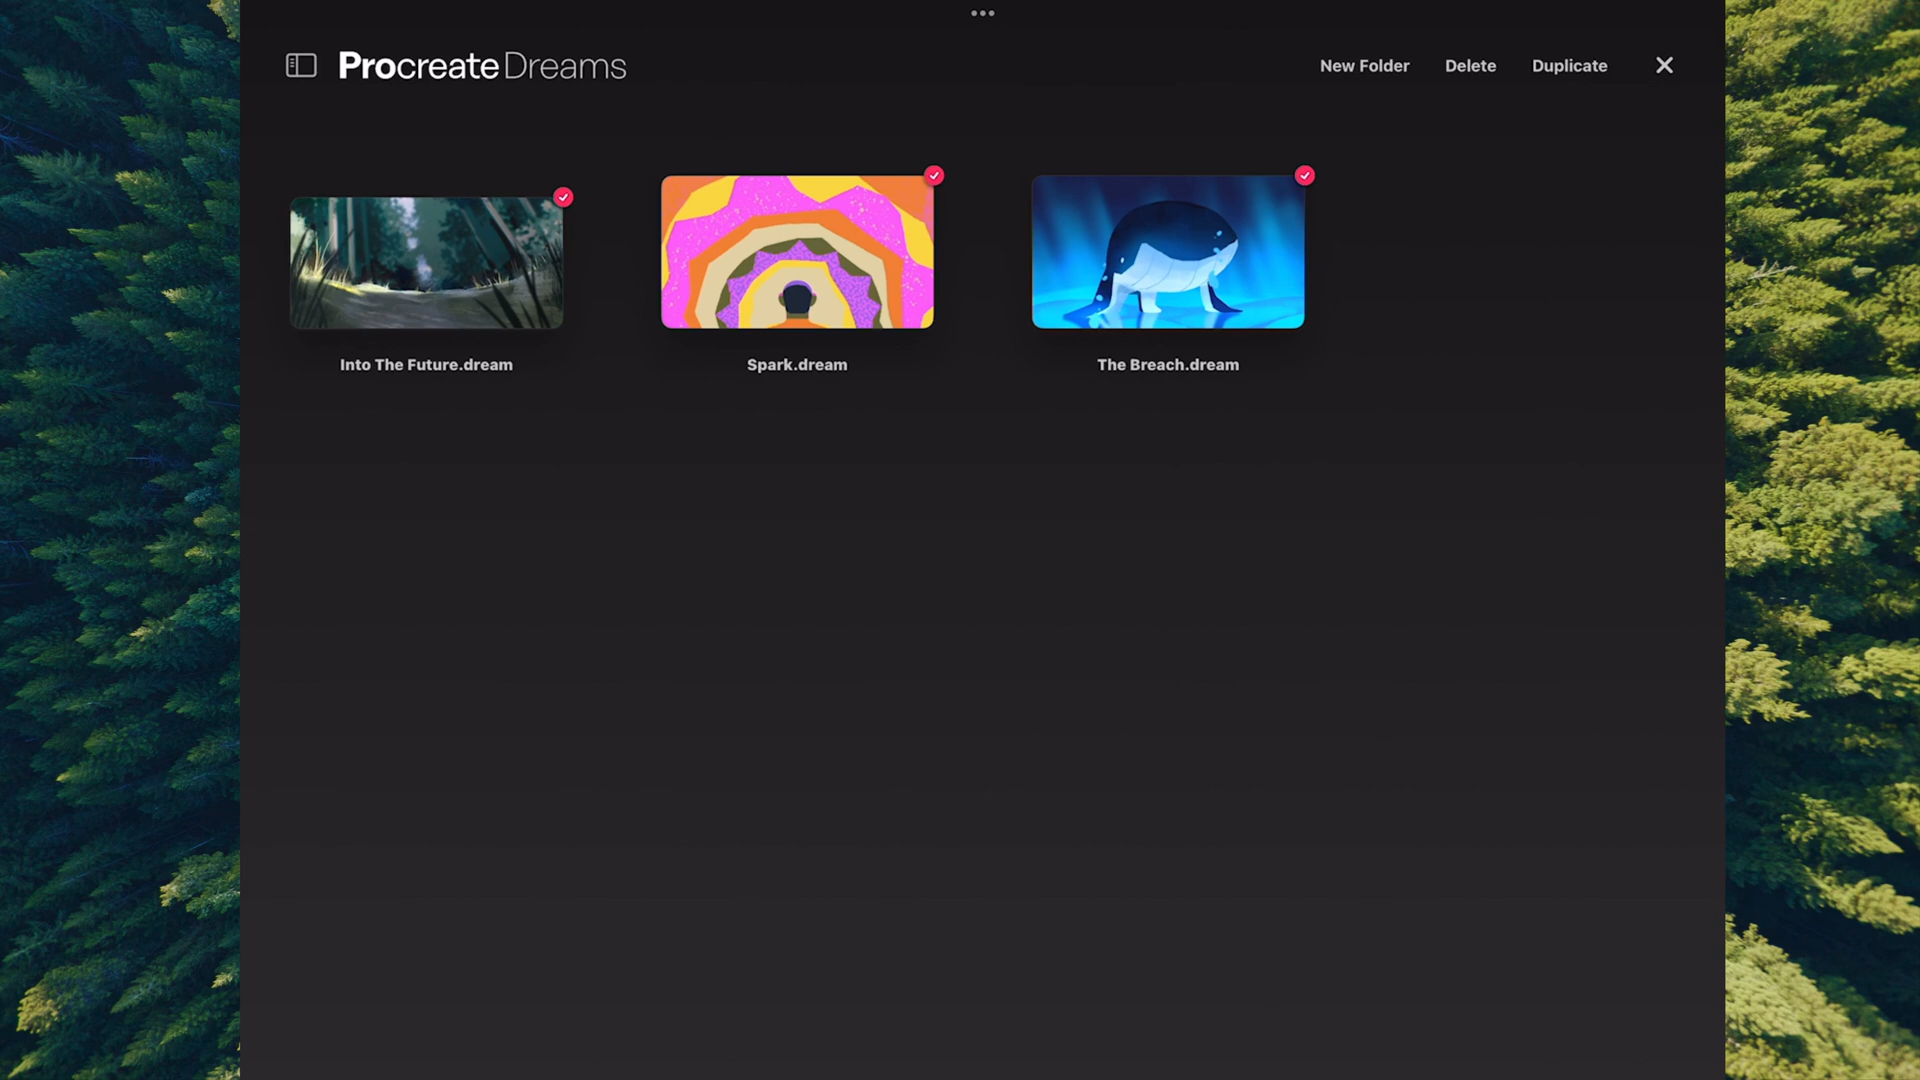 Procreate Dreams
New Folder
Delete
Duplicate
Into The Future.dream
Spark.dream
The Breach.dream